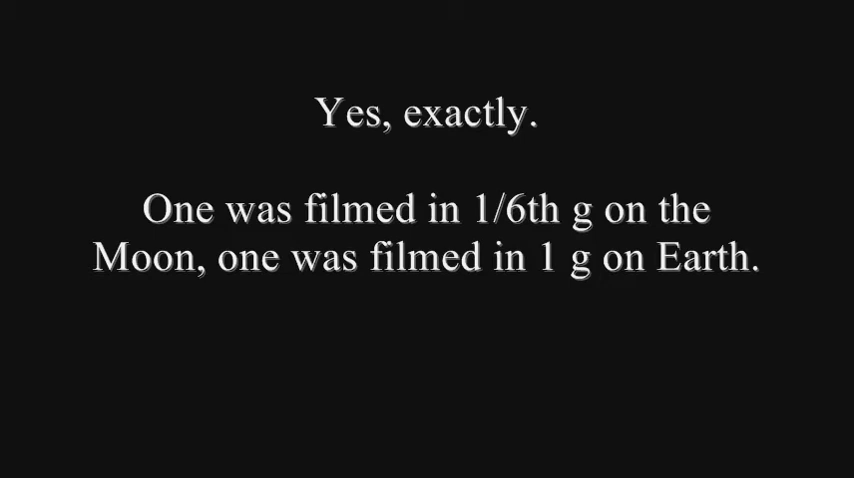 Yes, exactly.
One was filmed in 1/6th g on the
Moon, one was filmed in 1 g on Earth.